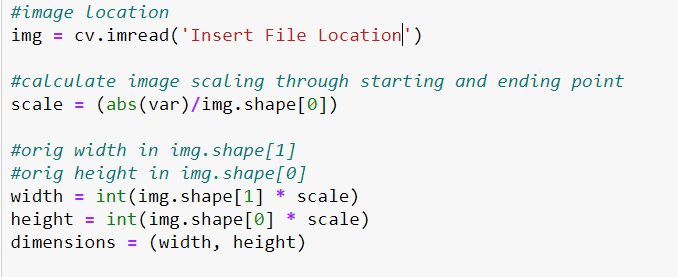 #image location
img = cv.imread('Insert File Location')
#calculate image scaling through starting and ending point
scale = (abs(var)/img.shape[0])
#orig width in img.shape[1]
#orig height in img.shape[0]
width = int(img.shape[1] * scale)
height = int(img.shape[0] * scale)
dimensions = (width, height)